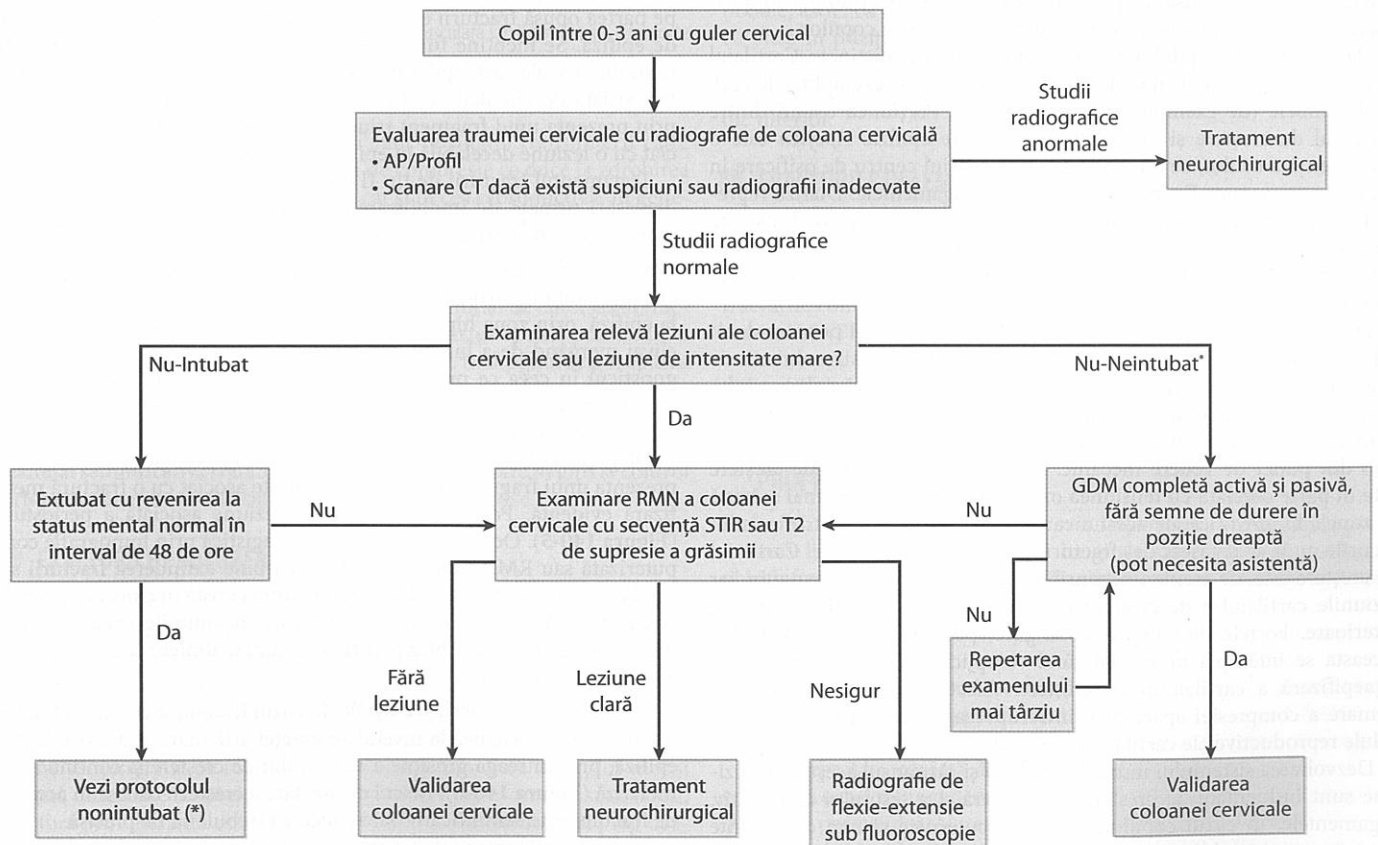 Copil între 0-3 ani cu guler cervical
Evaluarea traumei cervicale cu radiografie de coloana cervicală
• AP/Profil
• Scanare CT dacă există suspiciuni sau radiografii inadecvate
Studii
radiografice
anormale
Tratament
neurochirurgical
Studii radiografice
normale
Examinarea relevă leziuni ale coloanei
cervicale sau leziune de intensitate mare?
Nu-Intubat
Da
Nu-Neintubat*
Extubat cu revenirea la
status mental normal în
interval de 48 de ore
Nu
Examinare RMN a coloanei
cervicale cu secvență STIR sau T2
de supresie a grăsimii
Nu
GDM completă activă și pasivă,
fără semne de durere în
poziție dreaptă
(pot necesita asistentă)
Da
Fără
leziune
Leziune
clară
Nesigur
Nu
Repetarea
examenului
mai târziu
Da
Vezi protocolul
nonintubat (*)
Validarea
coloanei cervicale
Tratament
neurochirurgical
Radiografie de
flexie-extensie
sub fluoroscopie
Validarea
coloanei cervicale